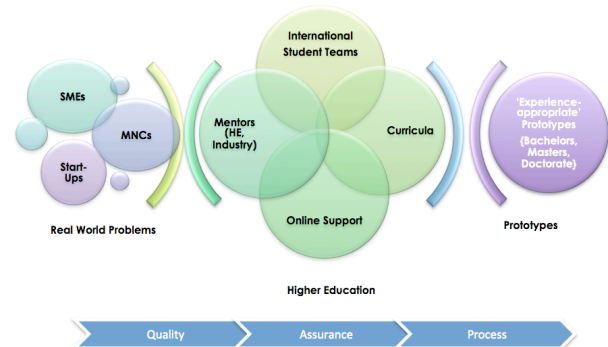 International
Student Teams
SMEs
MNCs
Start-
Ups
Mentors
(HE,
Industry)
Curricula
Online Support
'Experience-
appropriate'
Prototypes
{Bachelors,
Masters,
Doctorate}
Real World Problems
Prototypes
Higher Education
Quality
Assurance
Process